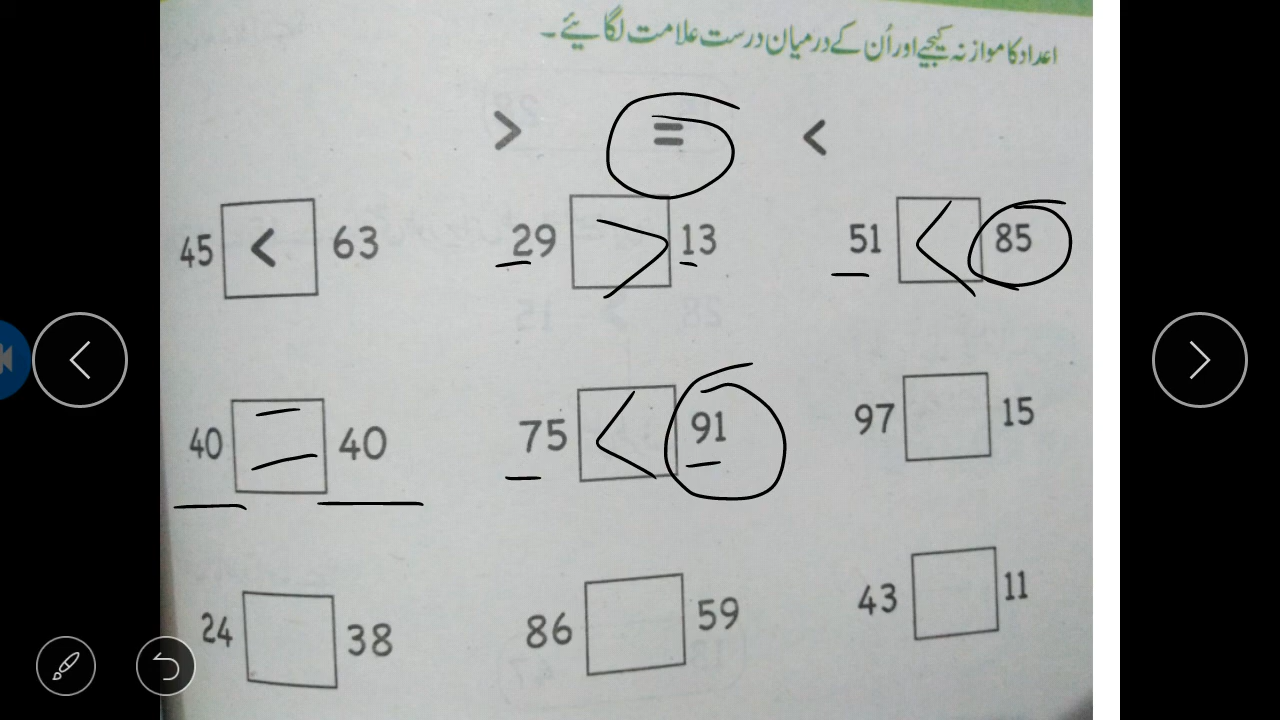 اعداد کا موازنہ کیجیے اور اُن کے درمیان درست علامت لگائیے۔
> = <
45 < 63 29 > 13 51 < 85
40 = 40 75 < 91 97 15
24 38 86 59 43 11